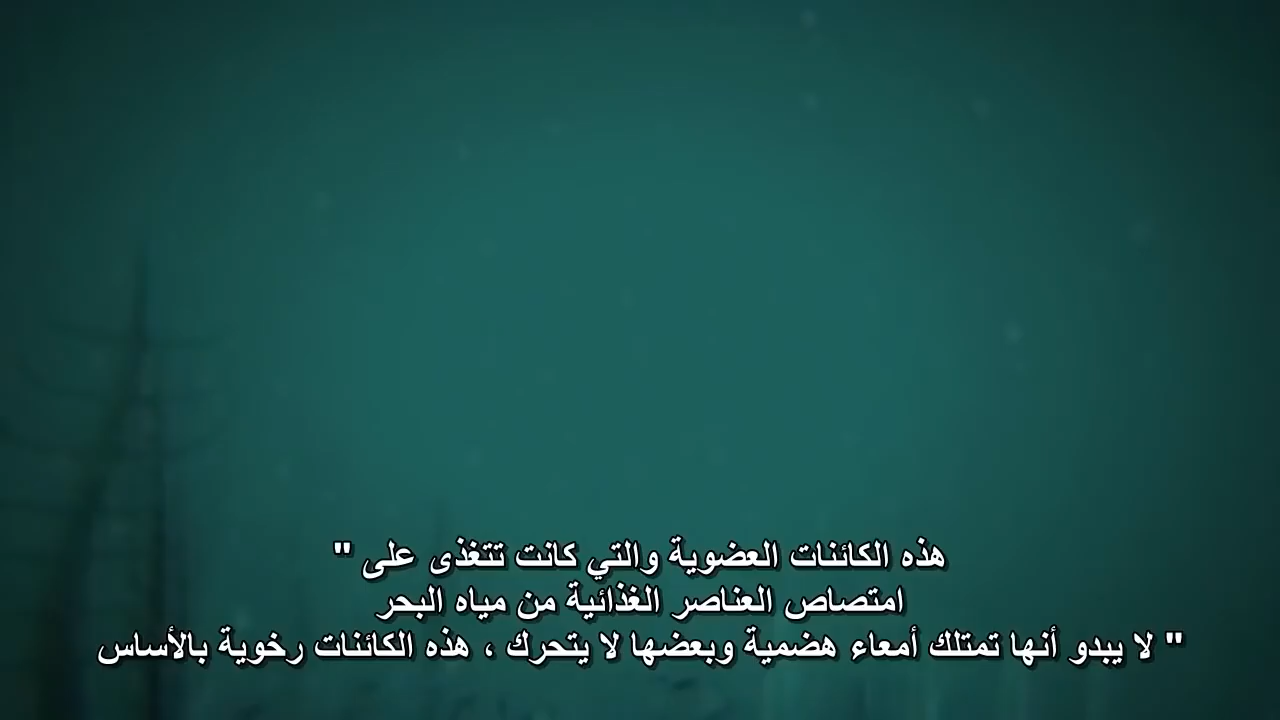 هذه الكائنات العضوية والتي كانت تتغذى على "
امتصاص العناصر الغذائية من مياه البحر
" لا يبدو أنها تمتلك أمعاء هضمية وبعضها لا يتحرك ، هذه الكائنات رخوية بالأساس